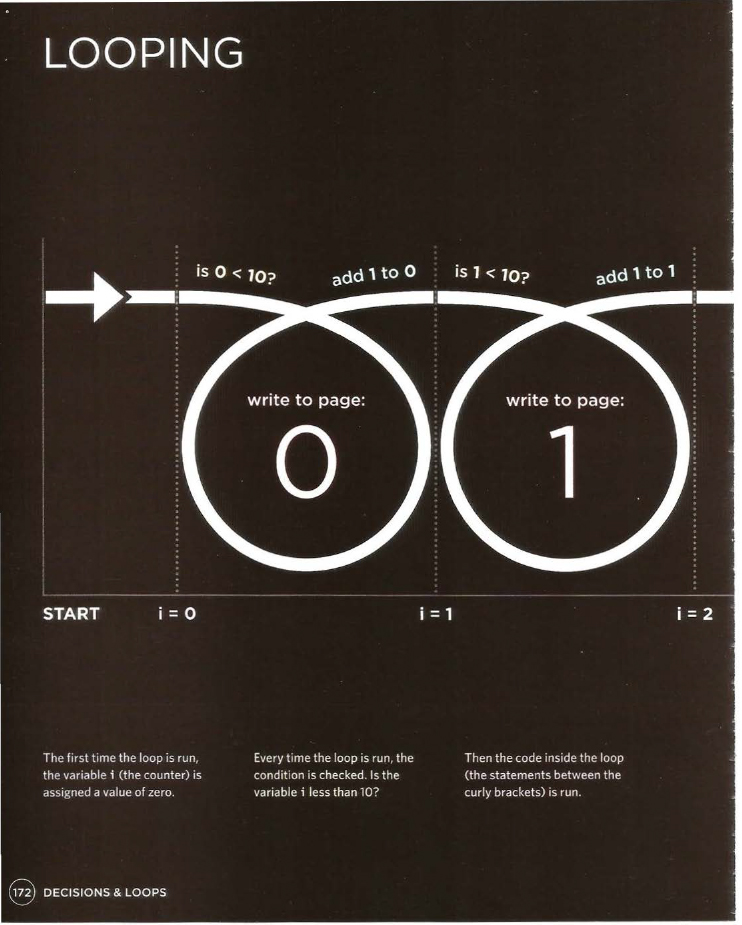 LOOPING
is 0 < 10?
add 1 to 0
is 1 < 10?
add 1 to 1
write to page:
0
write to page:
1
START
i = 0
i = 1
i = 2
The first time the loop is run,
the variable i (the counter) is
assigned a value of zero.
Every time the loop is run, the
condition is checked. Is the
variable i less than 10?
Then the code inside the loop
(the statements between the
curly brackets) is run.
172 DECISIONS & LOOPS